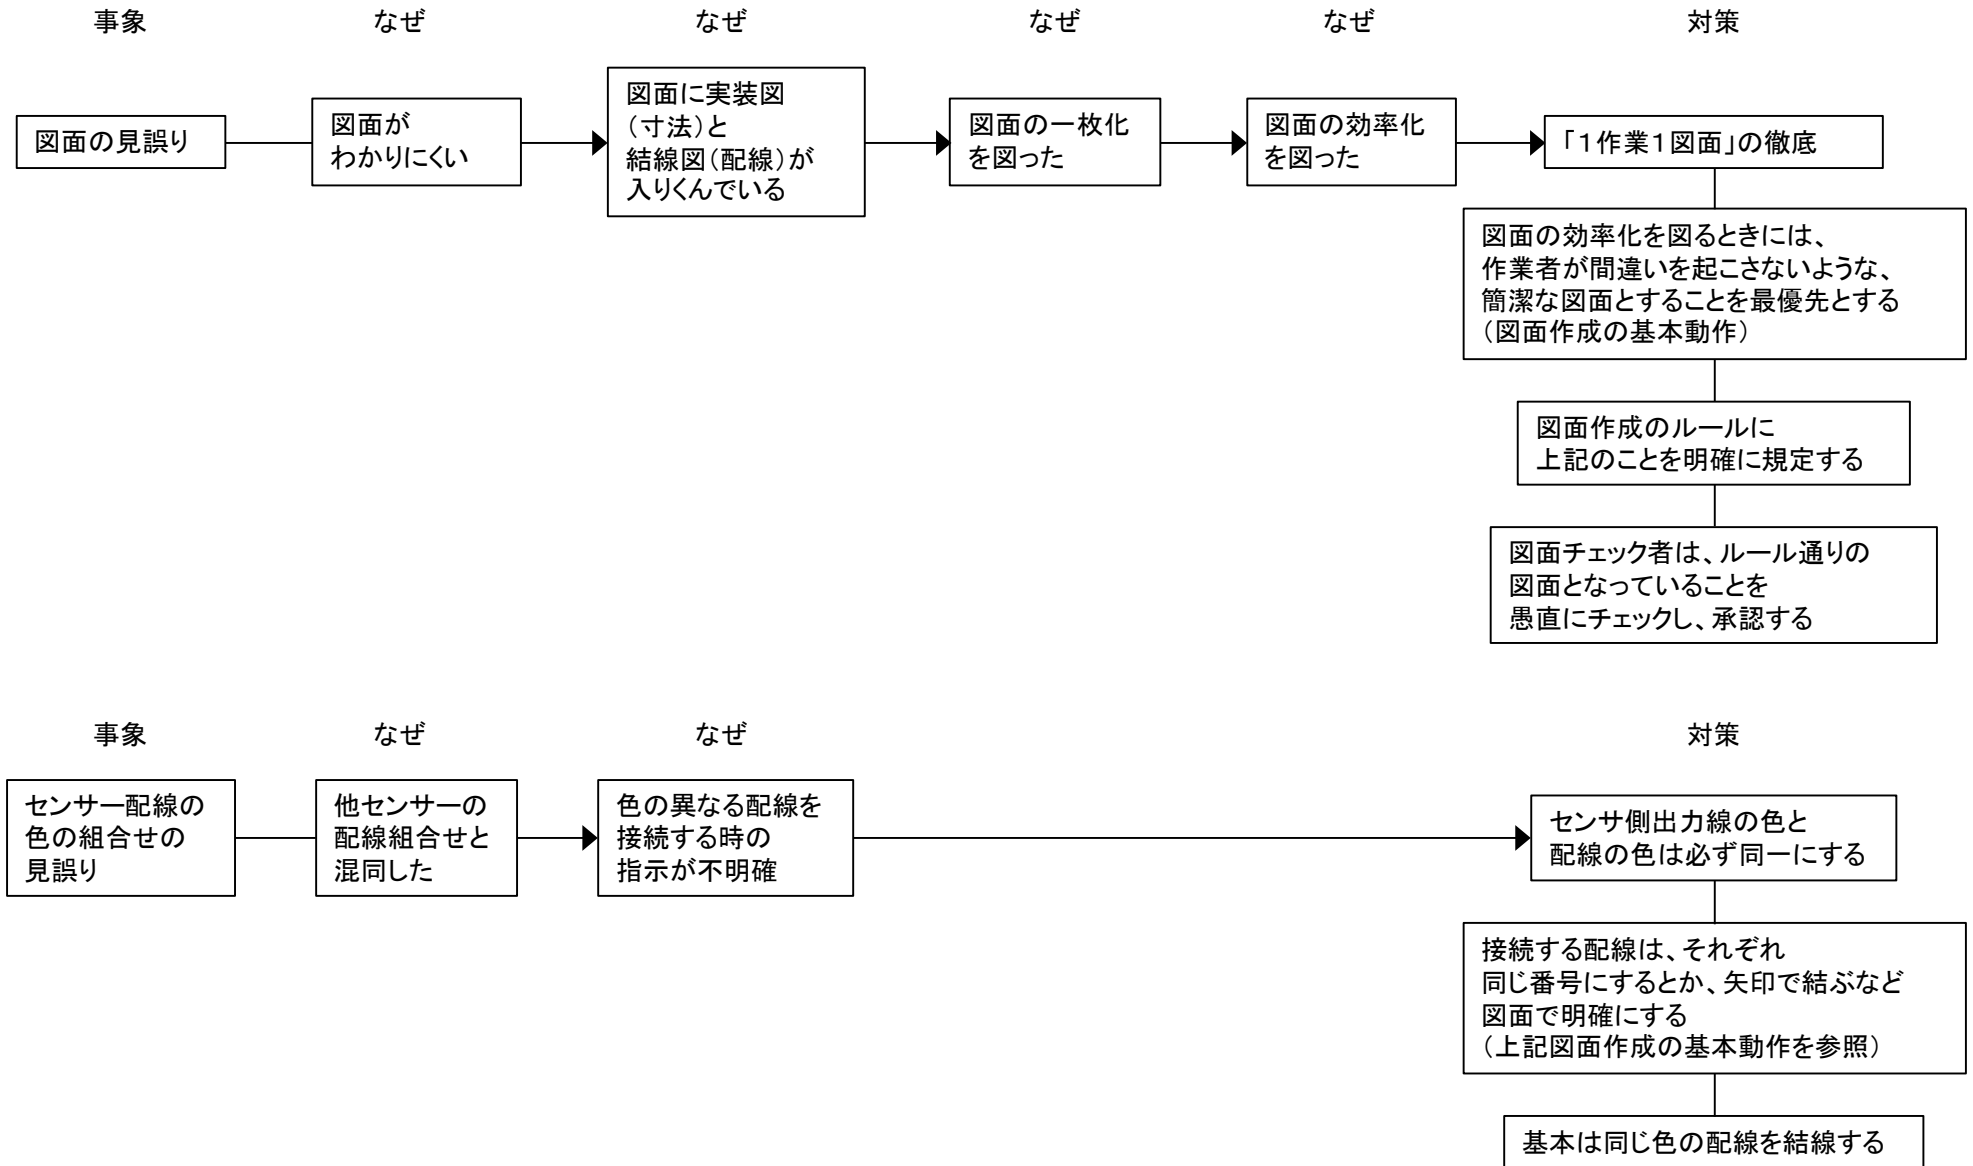 事象 なぜ なぜ なぜ なぜ 対策
図面の見誤り
図面が
わかりにくい
図面に実装図
（寸法）と
結線図（配線）が
入りくんでいる
図面の一枚化
を図った
図面の効率化
を図った
「１作業１図面」の徹底
図面の効率化を図るときには、
作業者が間違いを起こさないような、
簡潔な図面とすることを最優先とする
（図面作成の基本動作）
図面作成のルールに
上記のことを明確に規定する
図面チェック者は、ルール通りの
図面となっていることを
愚直にチェックし、承認する
事象 なぜ なぜ 対策
センサー配線の
色の組合せの
見誤り
他センサーの
配線組合せと
混同した
色の異なる配線を
接続する時の
指示が不明確
センサ側出力線の色と
配線の色は必ず同一にする
接続する配線は、それぞれ
同じ番号にするとか、矢印で結ぶなど
図面で明確にする
（上記図面作成の基本動作を参照）
基本は同じ色の配線を結線する